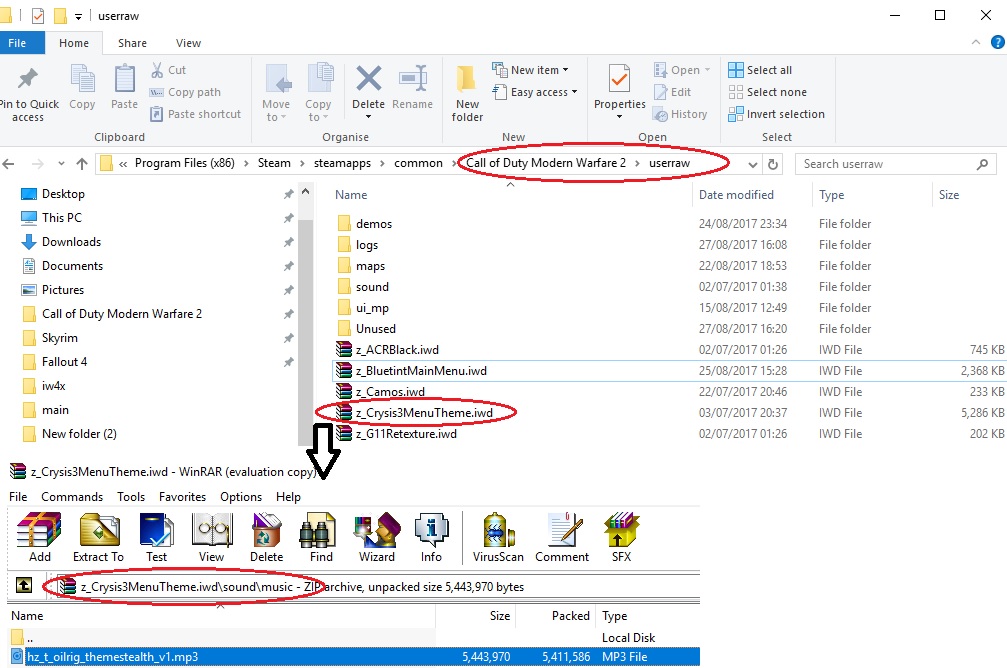 userraw
File Home Share View
Pin to Quick access
Copy
Paste
Cut
Copy path
Paste shortcut
Clipboard
Move to
Copy to
Delete
Rename
Organise
New folder
New item
Easy access
New
Properties
Open
Edit
History
Open
Select all
Select none
Invert selection
Select
« Program Files (x86) > Steam > steamapps > common > Call of Duty Modern Warfare 2 > userraw
Search userraw
Desktop
This PC
Downloads
Documents
Pictures
Call of Duty Modern Warfare 2
Skyrim
Fallout 4
iw4x
main
New folder (2)
Name Date modified Type Size
demos 24/08/2017 23:34 File folder
logs 27/08/2017 16:08 File folder
maps 22/08/2017 18:53 File folder
sound 02/07/2017 01:38 File folder
ui_mp 15/08/2017 12:49 File folder
Unused 27/08/2017 16:20 File folder
z_ACRBlack.iwd 02/07/2017 01:26 IWD File 745 KB
z_BluetintMainMenu.iwd 25/08/2017 15:28 IWD File 2,368 KB
z_Camos.iwd 22/07/2017 20:46 IWD File 233 KB
z_Crysis3MenuTheme.iwd 03/07/2017 20:37 IWD File 5,286 KB
z_G11Retexture.iwd 02/07/2017 01:26 IWD File 202 KB
z_Crysis3MenuTheme.iwd - WinRAR (evaluation copy)
File Commands Tools Favorites Options Help
Add Extract To Test View Delete Find Wizard Info VirusScan Comment SFX
z_Crysis3MenuTheme.iwd\sound\music - ZIP archive, unpacked size 5,443,970 bytes
Name Size Packed Type
.. Local Disk
hz_t_oilrig_themestealth_v1.mp3 5,443,970 5,411,586 MP3 File